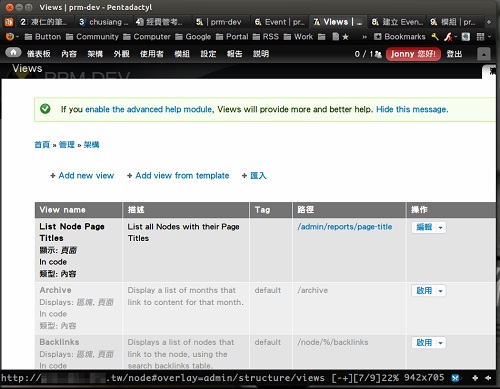 Views | prm-dev - Pentadactyl
2 凍仁的筆... 3 chusiang 4 經費管考... 5 | prm-dev 6 Event | pr... 7 Views |... 8 建立 Even... 9 模組 | pr...
Button Community Computer Google Portal RSS Work » Bookmarks
儀表板 內容 架構 外觀 使用者 模組 設定 報告 説明 0 / 1 jonny 您好! 登出
Views PRM-DEV
If you enable the advanced help module, Views will provide more and better help. Hide this message.
首頁 » 管理 » 架構
+ Add new view + Add view from template + 匯入
View name 描述 Tag 路徑 操作
List Node Page List all Nodes with their Page /admin/reports/page-title 編輯
Titles Titles
顯示: 頁面
In code
類型: 內容
Archive Display a list of months that default /archive 啟用
Displays: 區塊, 頁面 link to content for that month.
In code
類型: 內容
Backlinks Displays a list of nodes that default /node/%/backlinks 啟用
Displays: 區塊, 頁面 link to the node, using the
In code search backlinks table.
http:// .tw/node#overlay=admin/structure/views [-+][7/9]22% 942x705